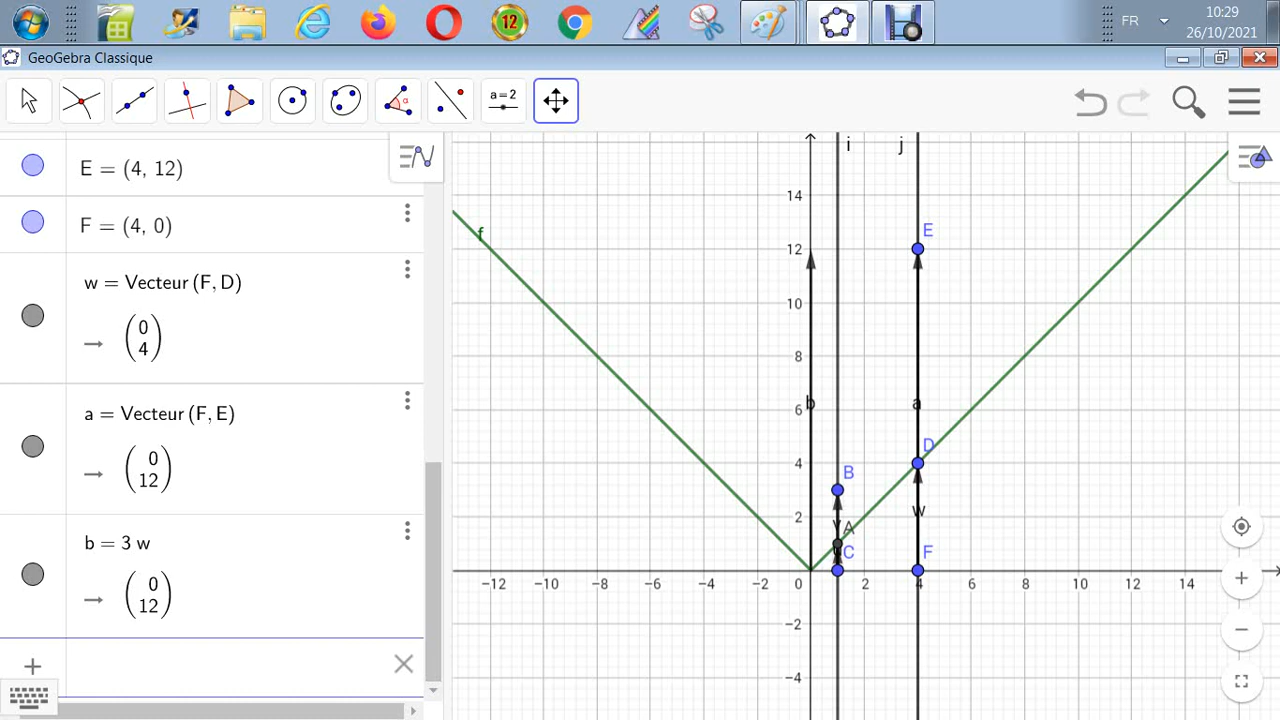 12
FR
10:29
26/10/2021
GeoGebra Classique
α
a=2
E = (4, 12)
F = (4, 0)
w = Vecteur (F, D)
→ (0
4)
a = Vecteur (F, E)
→ (0
12)
b = 3 w
→ (0
12)
+
i
j
f
14
12
10
8
6
4
2
0
−2
−4
−12
−10
−8
−6
−4
−2
2
4
6
8
10
12
14
E
b
a
D
B
w
v
A
C
F